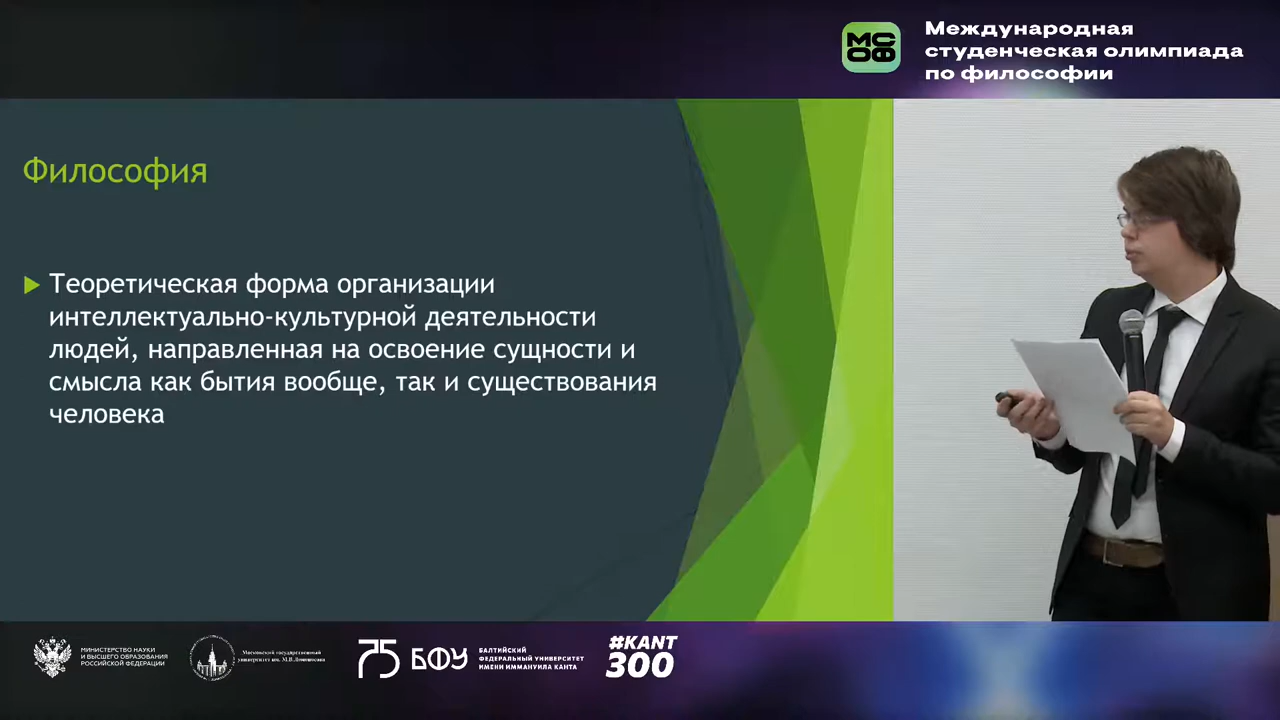 МС
ОФ
Международная
студенческая олимпиада
по философии
Философия
Теоретическая форма организации
интеллектуально-культурной деятельности
людей, направленная на освоение сущности и
смысла как бытия вообще, так и существования
человека
МИНИСТЕРСТВО НАУКИ
И ВЫСШЕГО ОБРАЗОВАНИЯ
РОССИЙСКОЙ ФЕДЕРАЦИИ
Московский государственный
университет им. М.В.Ломоносова
75 БФУ
БАЛТИЙСКИЙ
ФЕДЕРАЛЬНЫЙ УНИВЕРСИТЕТ
ИМЕНИ ИММАНУИЛА КАНТА
#KANT
300